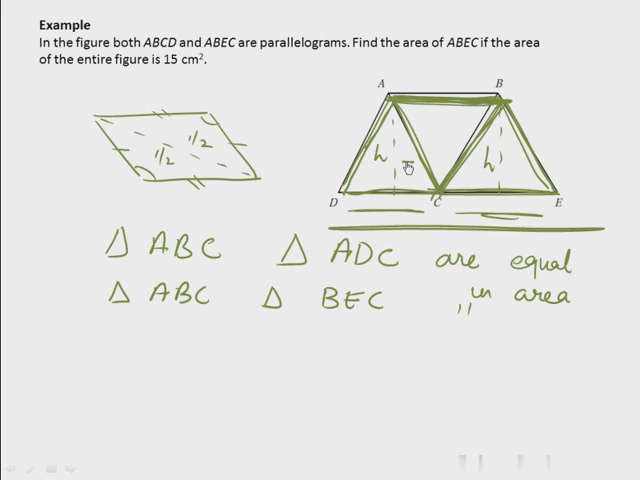 Example
In the figure both ABCD and ABEC are parallelograms. Find the area of ABEC if the area
of the entire figure is 15 cm².
A B
1/2 1/2
h h
D C E
△ ABC △ ADC are equal
△ ABC △ BEC ,, in area